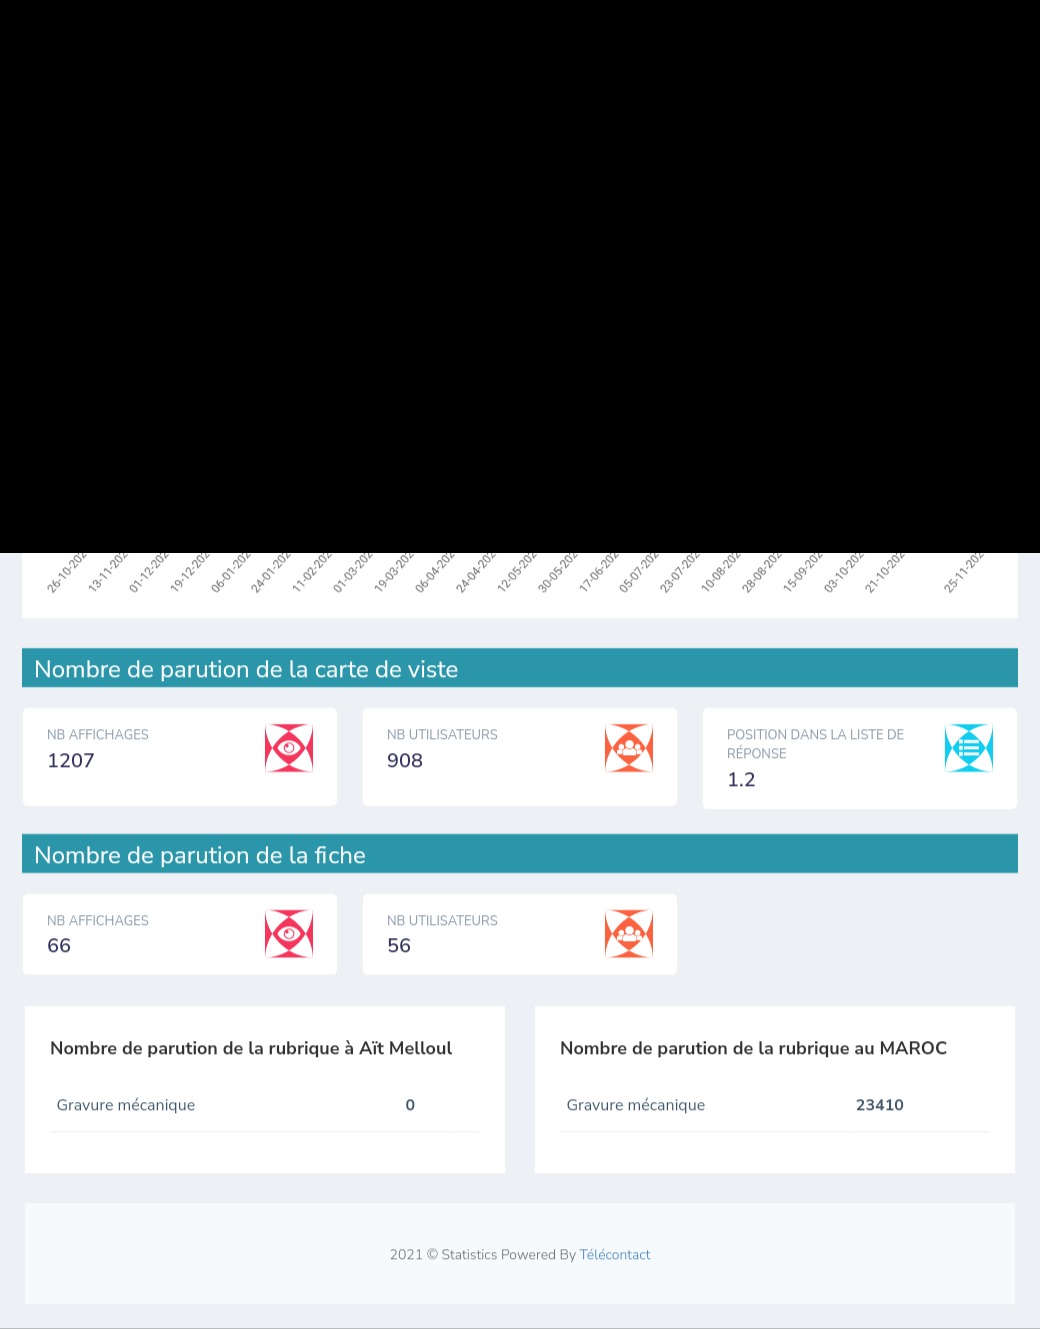 26-10-202 13-11-202 01-12-202 19-12-202 06-01-202 24-01-202 11-02-202 01-03-202 19-03-202 06-04-202 24-04-202 12-05-202 30-05-202 17-06-202 05-07-202 23-07-202 10-08-202 28-08-202 15-09-202 03-10-202 21-10-202 25-11-202
Nombre de parution de la carte de viste
NB AFFICHAGES
1207
NB UTILISATEURS
908
POSITION DANS LA LISTE DE
RÉPONSE
1.2
Nombre de parution de la fiche
NB AFFICHAGES
66
NB UTILISATEURS
56
Nombre de parution de la rubrique à Aït Melloul
Gravure mécanique 0
Nombre de parution de la rubrique au MAROC
Gravure mécanique 23410
2021 © Statistics Powered By Télécontact